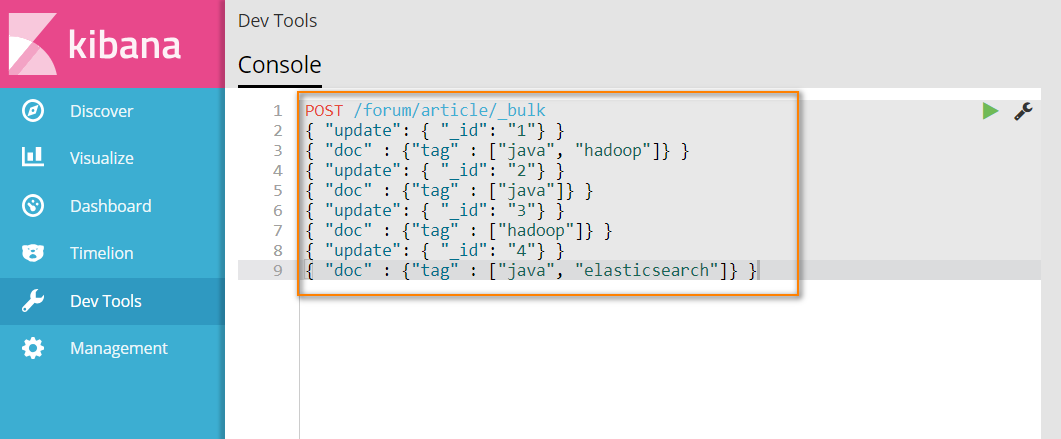 kibana
Discover
Visualize
Dashboard
Timelion
Dev Tools
Management
Dev Tools
Console
1 POST /forum/article/_bulk
2 { "update": { "_id": "1"} }
3 { "doc" : {"tag" : ["java", "hadoop"]} }
4 { "update": { "_id": "2"} }
5 { "doc" : {"tag" : ["java"]} }
6 { "update": { "_id": "3"} }
7 { "doc" : {"tag" : ["hadoop"]} }
8 { "update": { "_id": "4"} }
9 { "doc" : {"tag" : ["java", "elasticsearch"]} }